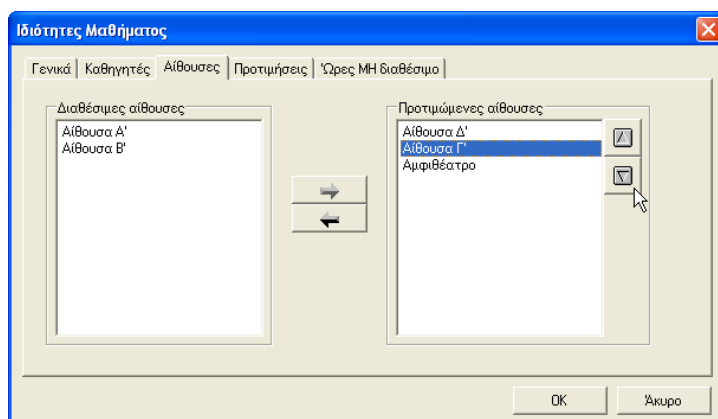 Ιδιότητες Μαθήματος
Γενικά Καθηγητές Αίθουσες Προτιμήσεις Ώρες ΜΗ διαθέσιμο
Διαθέσιμες αίθουσες
Αίθουσα Α'
Αίθουσα Β'
Προτιμώμενες αίθουσες
Αίθουσα Δ'
Αίθουσα Γ'
Αμφιθέατρο
OK Άκυρο